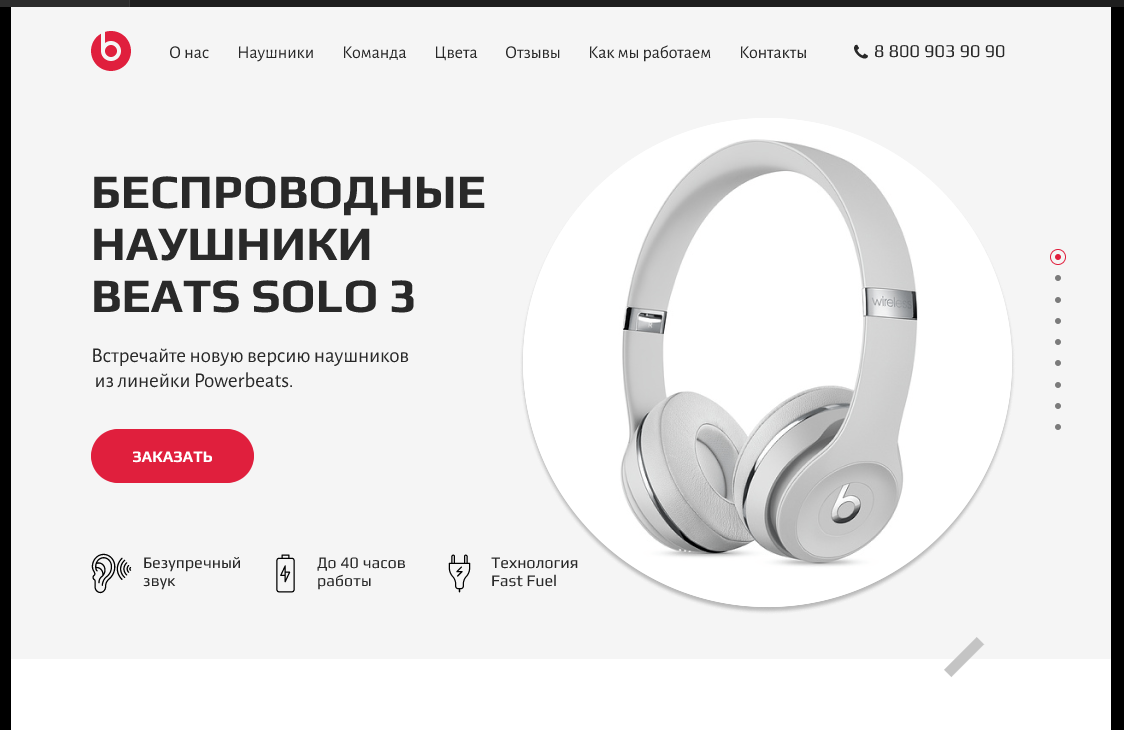 О нас Наушники Команда Цвета Отзывы Как мы работаем Контакты 8 800 903 90 90
БЕСПРОВОДНЫЕ
НАУШНИКИ
BEATS SOLO 3
wireless
Встречайте новую версию наушников
из линейки Powerbeats.
ЗАКАЗАТЬ
Безупречный
звук
До 40 часов
работы
Технология
Fast Fuel